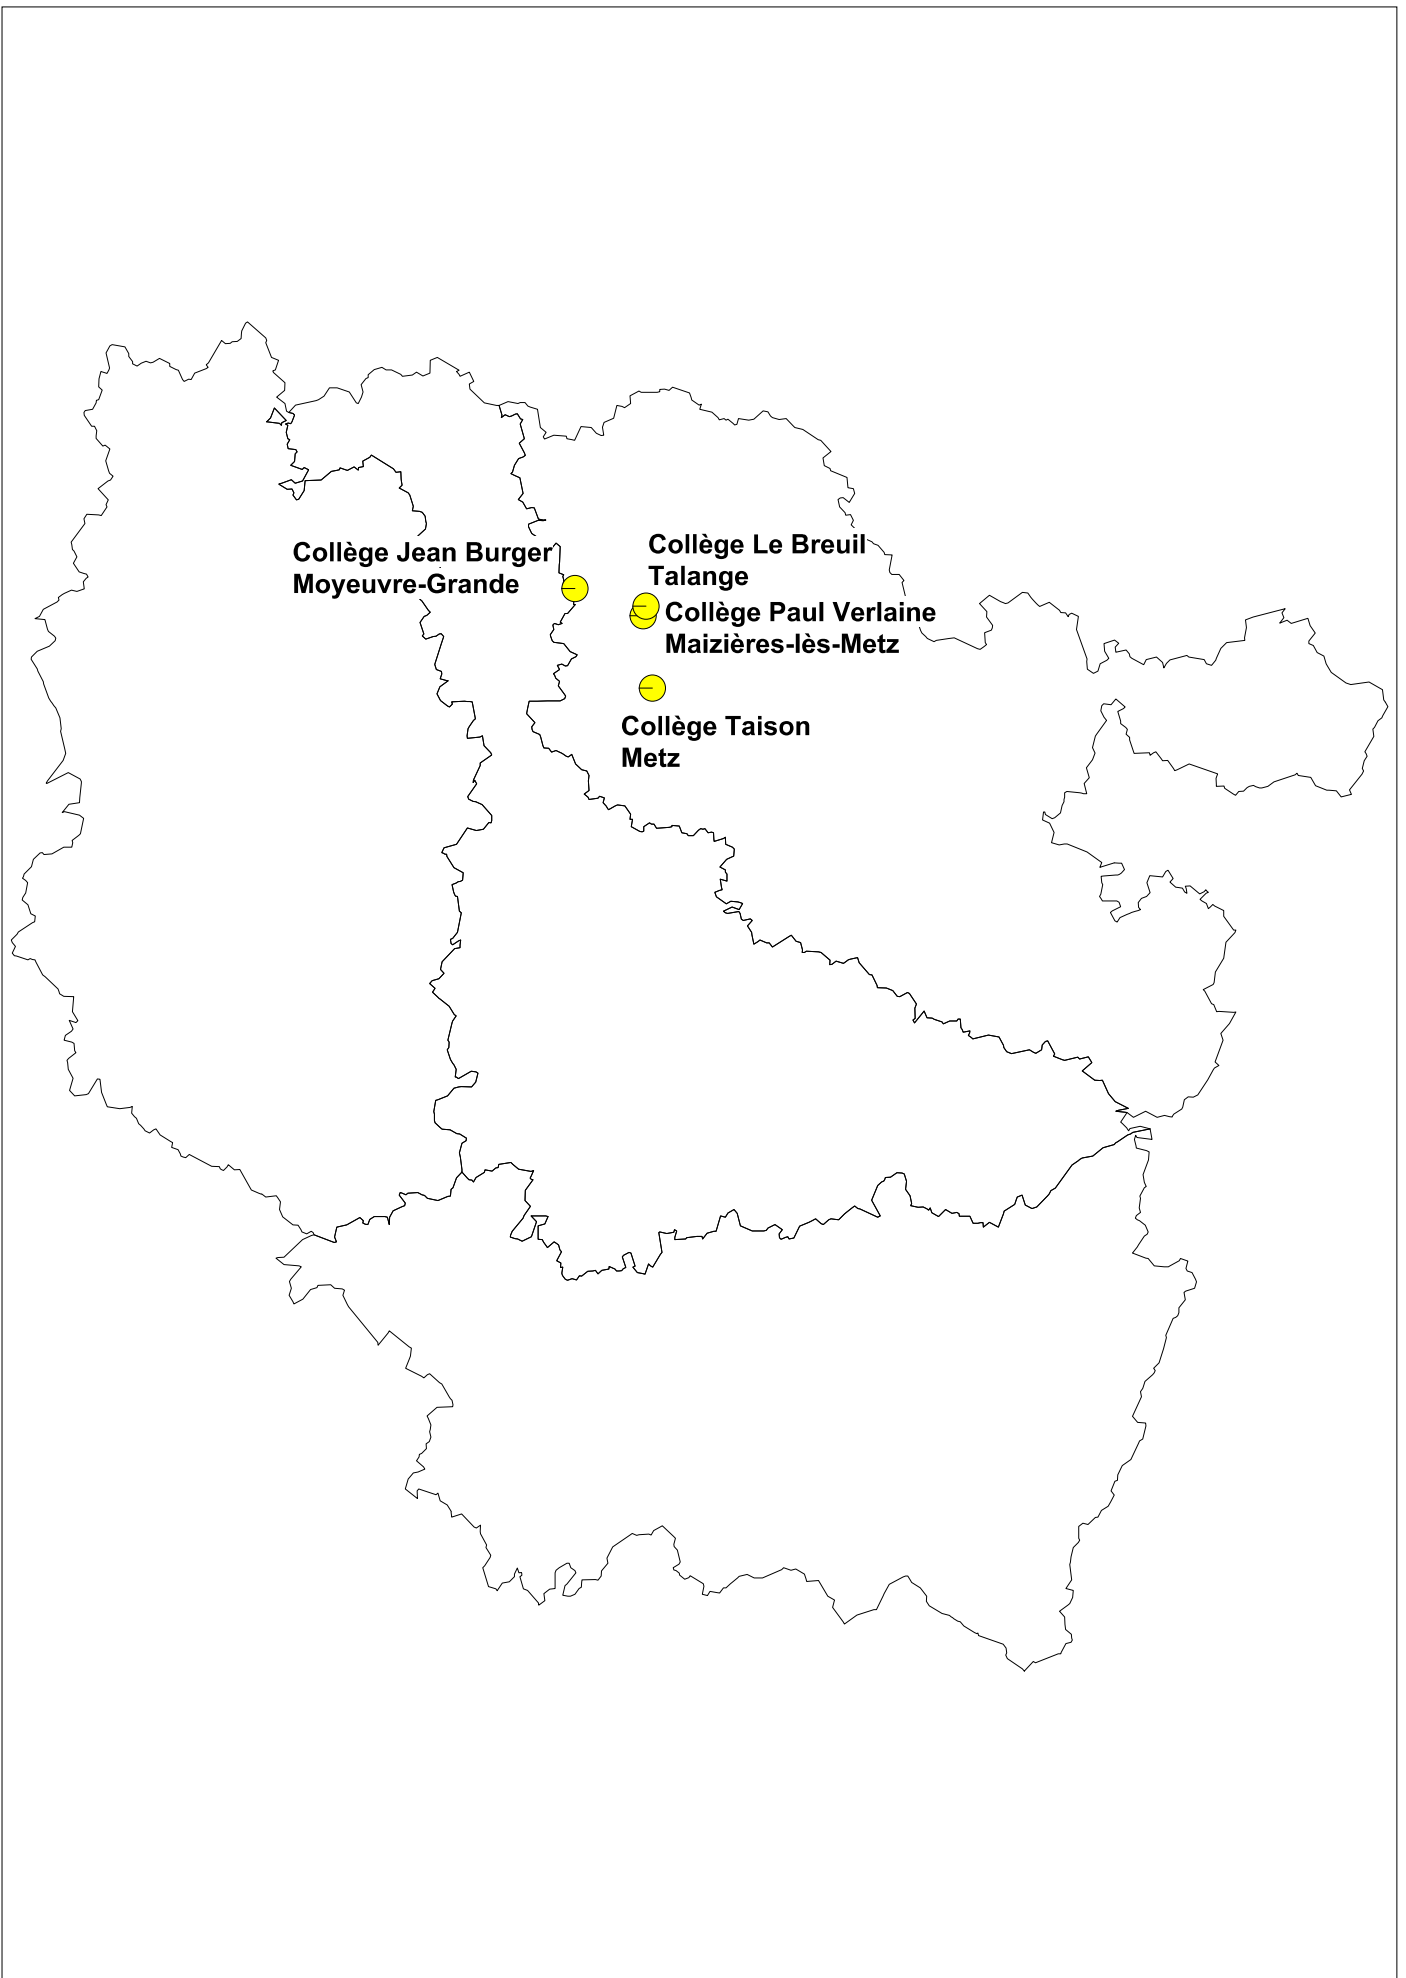 Collège Jean Burger
Moyeuvre-Grande
Collège Le Breuil
Talange
Collège Paul Verlaine
Maizières-lès-Metz
Collège Taison
Metz